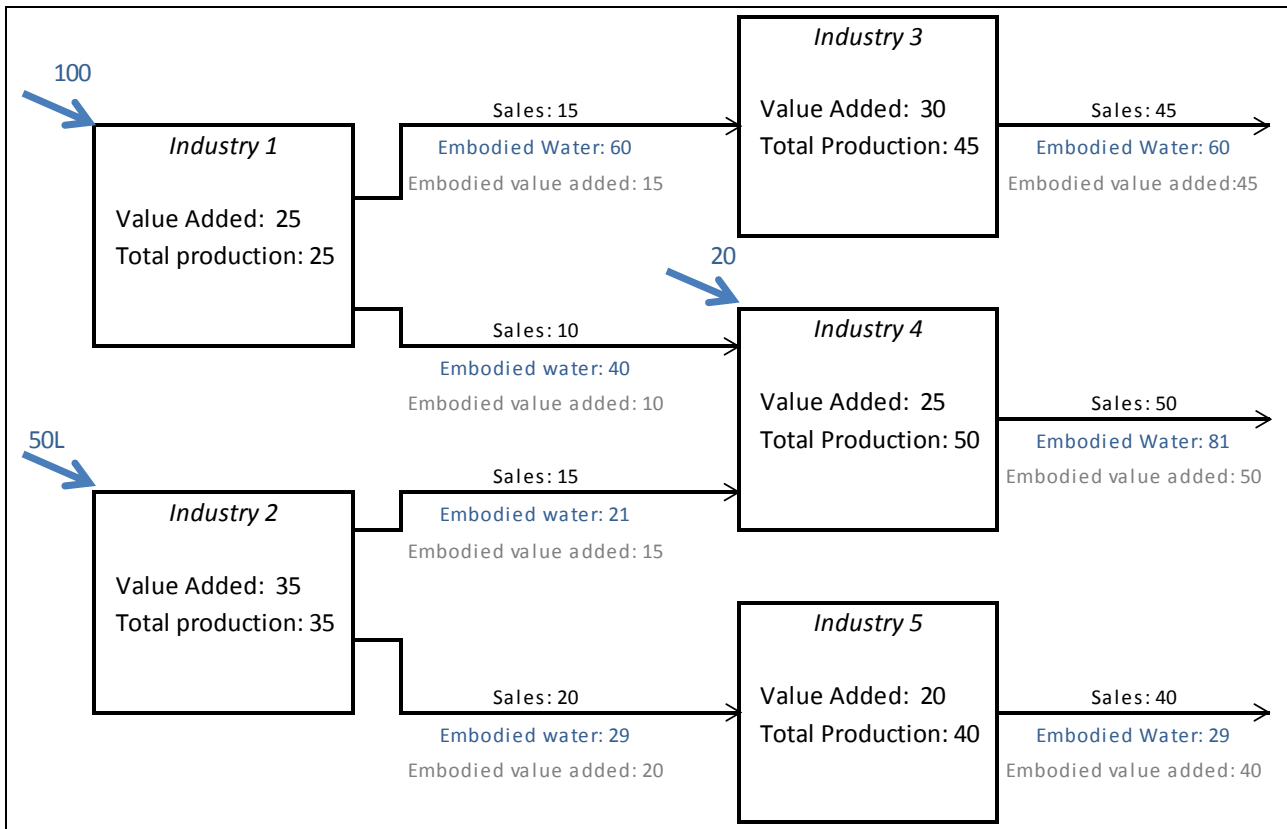 100
Industry 1
Value Added: 25
Total production: 25
Sales: 15
Embodied Water: 60
Embodied value added: 15
Industry 3
Value Added: 30
Total Production: 45
Sales: 45
Embodied Water: 60
Embodied value added:45
Sales: 10
Embodied water: 40
Embodied value added: 10
20
Industry 4
Value Added: 25
Total Production: 50
Sales: 50
Embodied Water: 81
Embodied value added: 50
50L
Industry 2
Value Added: 35
Total production: 35
Sales: 15
Embodied water: 21
Embodied value added: 15
Sales: 20
Embodied water: 29
Embodied value added: 20
Industry 5
Value Added: 20
Total Production: 40
Sales: 40
Embodied Water: 29
Embodied value added: 40